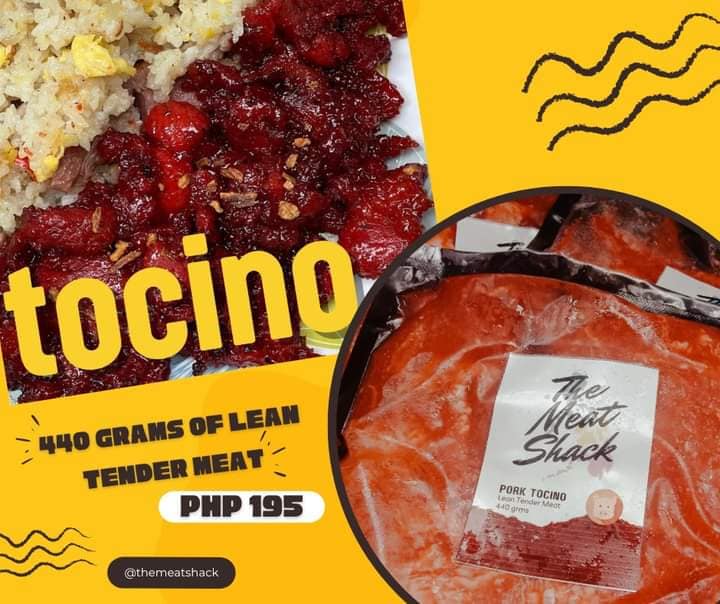 tocino
440 GRAMS OF LEAN
TENDER MEAT
PHP 195
@themeatshack
The
Meat
Shack
PORK TOCINO
Lean Tender Meat
440 grms